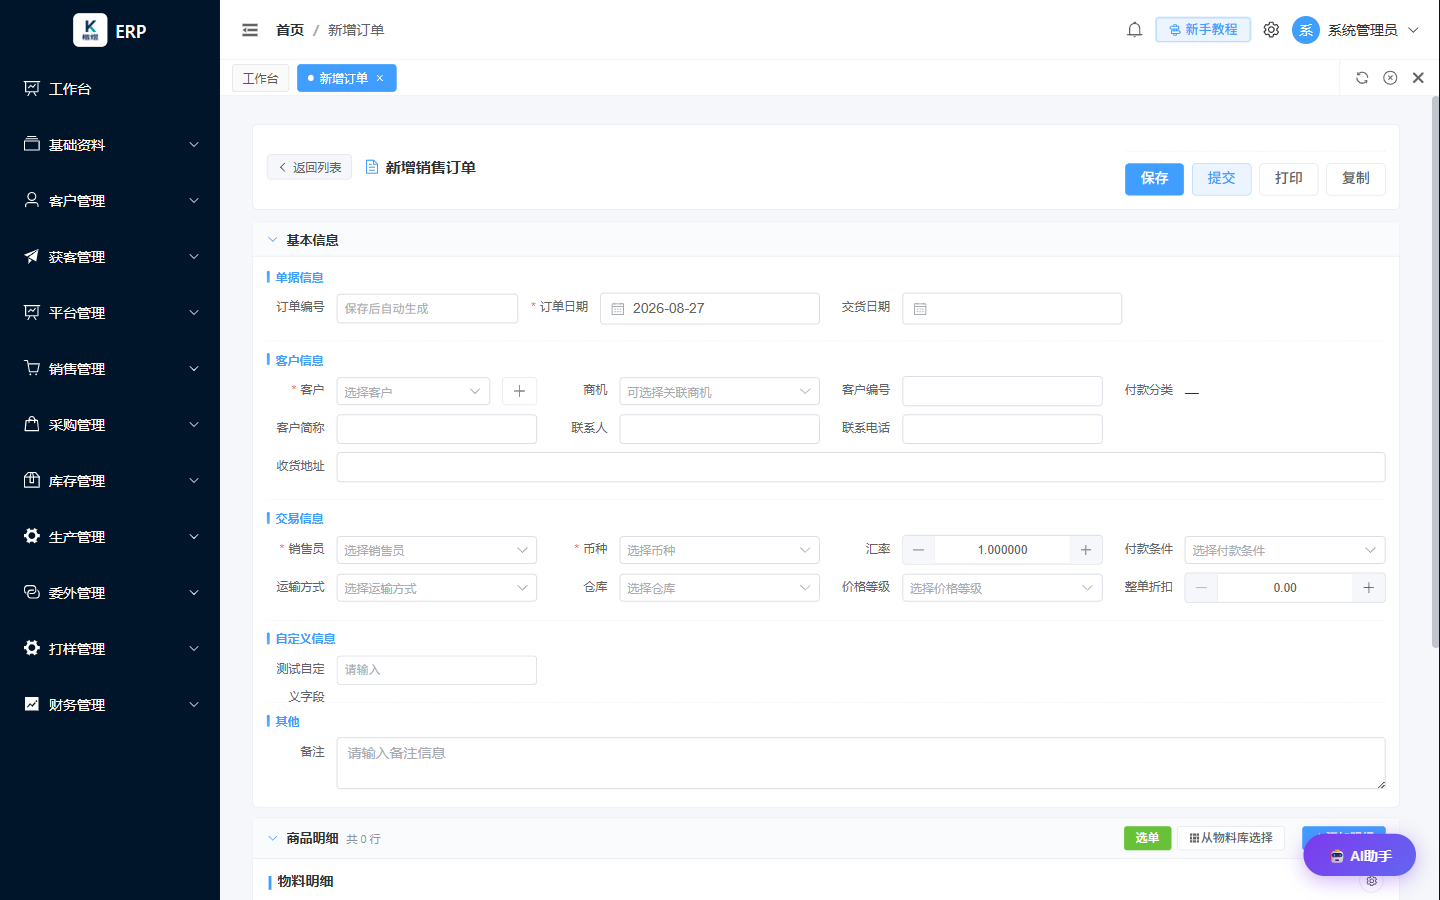 K
ERP
首页 / 新增订单
新手教程
系
系统管理员
工作台
新增订单
工作台
基础资料
客户管理
获客管理
平台管理
销售管理
采购管理
库存管理
生产管理
委外管理
打样管理
财务管理
返回列表
新增销售订单
保存
提交
打印
复制
基本信息
单据信息
订单编号 保存后自动生成 * 订单日期 2026-08-27 交货日期
客户信息
* 客户 选择客户 商机 可选择关联商机 客户编号 付款分类 —
客户简称 联系人 联系电话
收货地址
交易信息
* 销售员 选择销售员 * 币种 选择币种 汇率 1.000000 付款条件 选择付款条件
运输方式 选择运输方式 仓库 选择仓库 价格等级 选择价格等级 整单折扣 0.00
自定义信息
测试自定
义字段
请输入
其他
备注 请输入备注信息
商品明细 共 0 行
选单
从物料库选择
AI助手
物料明细